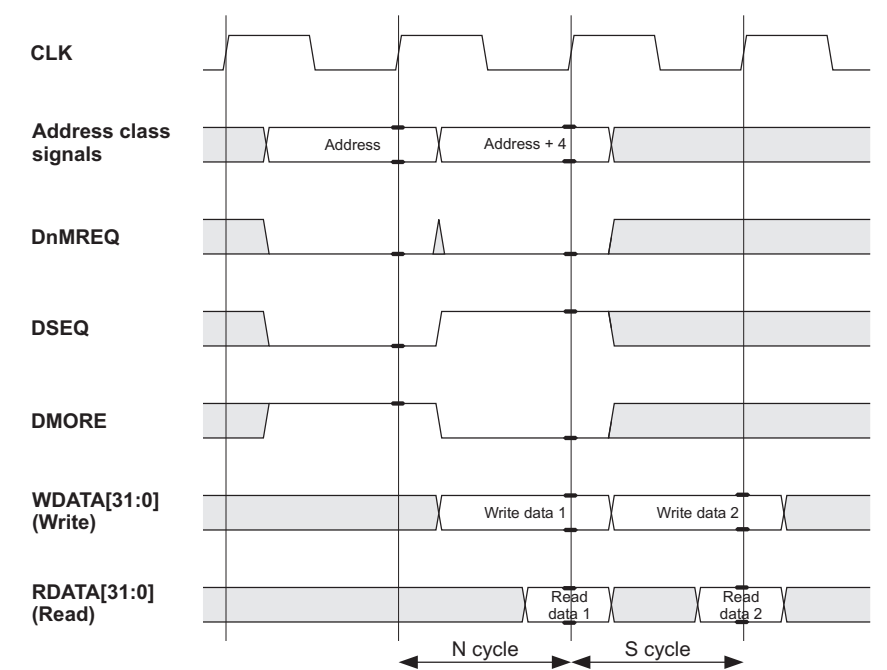 CLK
Address class
signals
Address
Address + 4
DnMREQ
DSEQ
DMORE
WDATA[31:0]
(Write)
Write data 1
Write data 2
RDATA[31:0]
(Read)
Read
data 1
Read
data 2
N cycle
S cycle